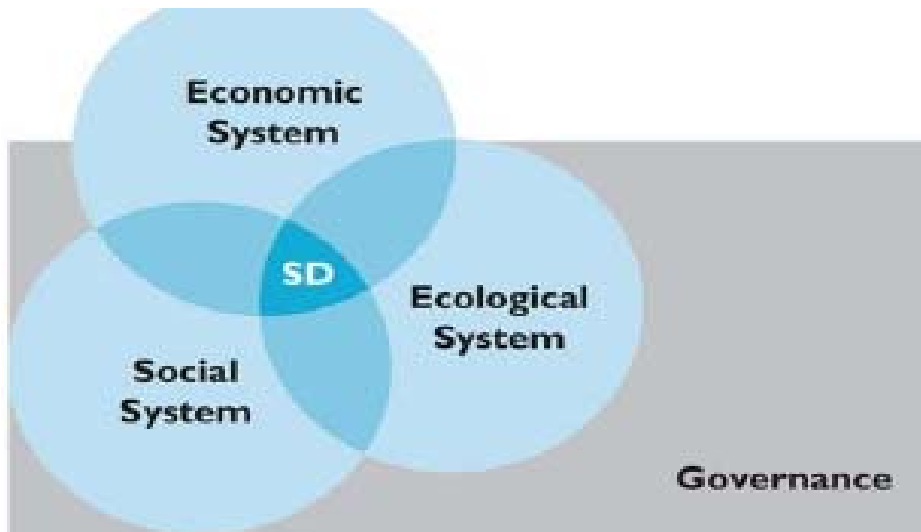 Economic
System
SD
Ecological
System
Social
System
Governance